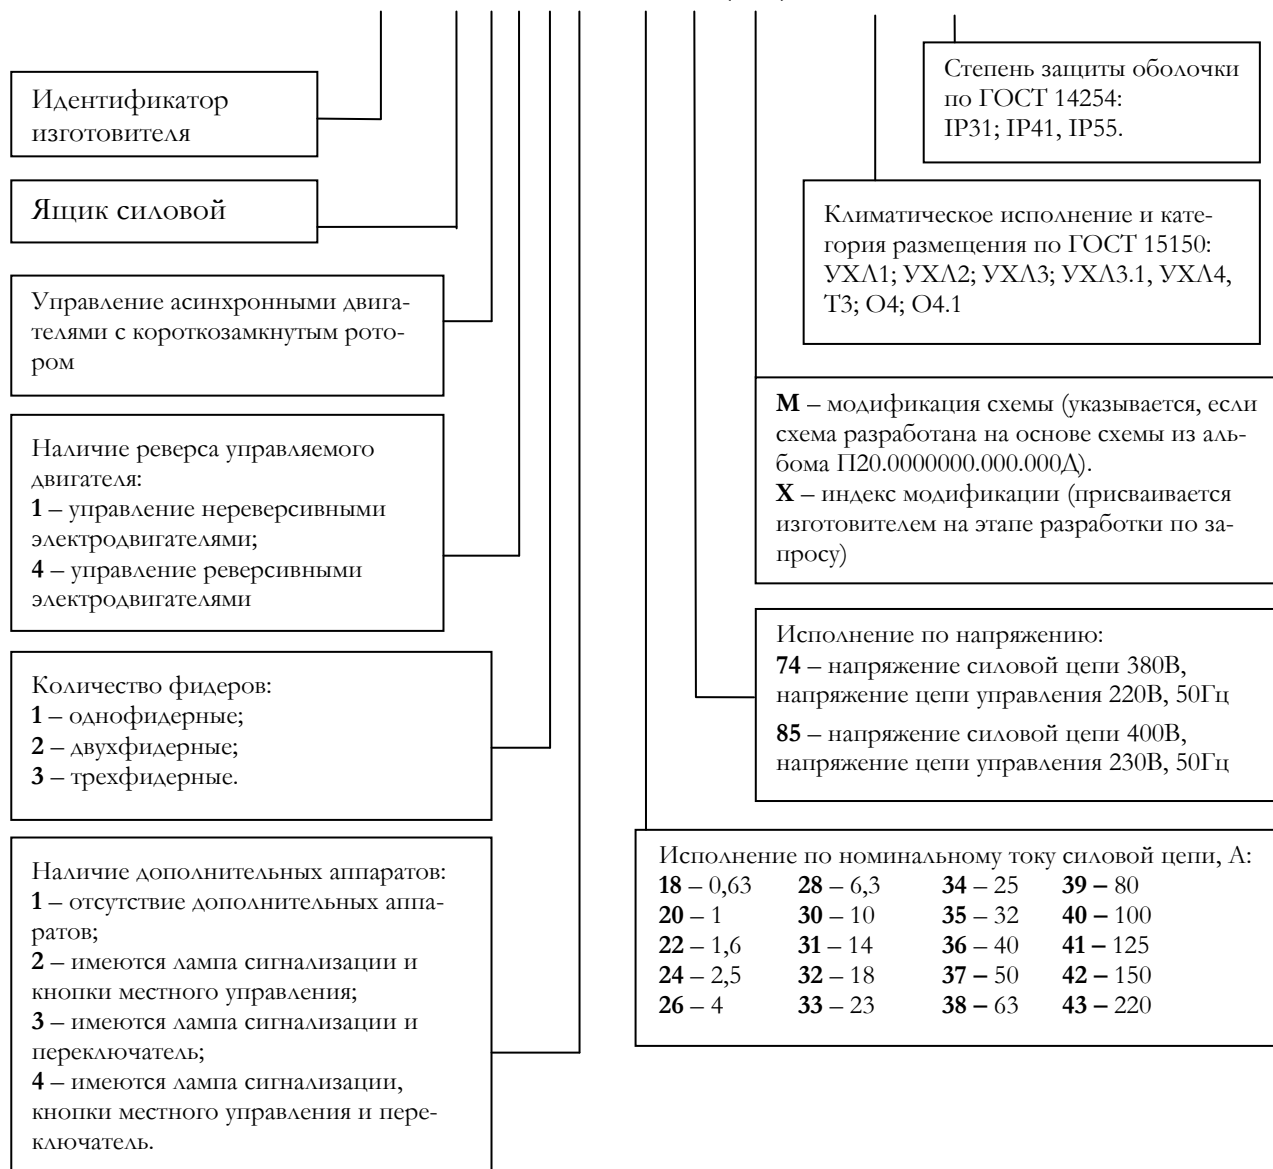 Идентификатор
изготовителя
Ящик силовой
Управление асинхронными двига-
телями с короткозамкнутым рото-
ром
Наличие реверса управляемого
двигателя:
1 – управление нереверсивными
электродвигателями;
4 – управление реверсивными
электродвигателями
Количество фидеров:
1 – однофидерные;
2 – двухфидерные;
3 – трехфидерные.
Наличие дополнительных аппаратов:
1 – отсутствие дополнительных аппа-
ратов;
2 – имеются лампа сигнализации и
кнопки местного управления;
3 – имеются лампа сигнализации и
переключатель;
4 – имеются лампа сигнализации,
кнопки местного управления и пере-
ключатель.
Степень защиты оболочки
по ГОСТ 14254:
IP31; IP41, IP55.
Климатическое исполнение и кате-
гория размещения по ГОСТ 15150:
УХЛ1; УХЛ2; УХЛ3; УХЛ3.1, УХЛ4,
Т3; О4; О4.1
М – модификация схемы (указывается, если
схема разработана на основе схемы из аль-
бома П20.0000000.000.000Д).
Х – индекс модификации (присваивается
изготовителем на этапе разработки по за-
просу)
Исполнение по напряжению:
74 – напряжение силовой цепи 380В,
напряжение цепи управления 220В, 50Гц
85 – напряжение силовой цепи 400В,
напряжение цепи управления 230В, 50Гц
Исполнение по номинальному току силовой цепи, А:
18 – 0,63 28 – 6,3 34 – 25 39 – 80
20 – 1 30 – 10 35 – 32 40 – 100
22 – 1,6 31 – 14 36 – 40 41 – 125
24 – 2,5 32 – 18 37 – 50 42 – 150
26 – 4 33 – 23 38 – 63 43 – 220